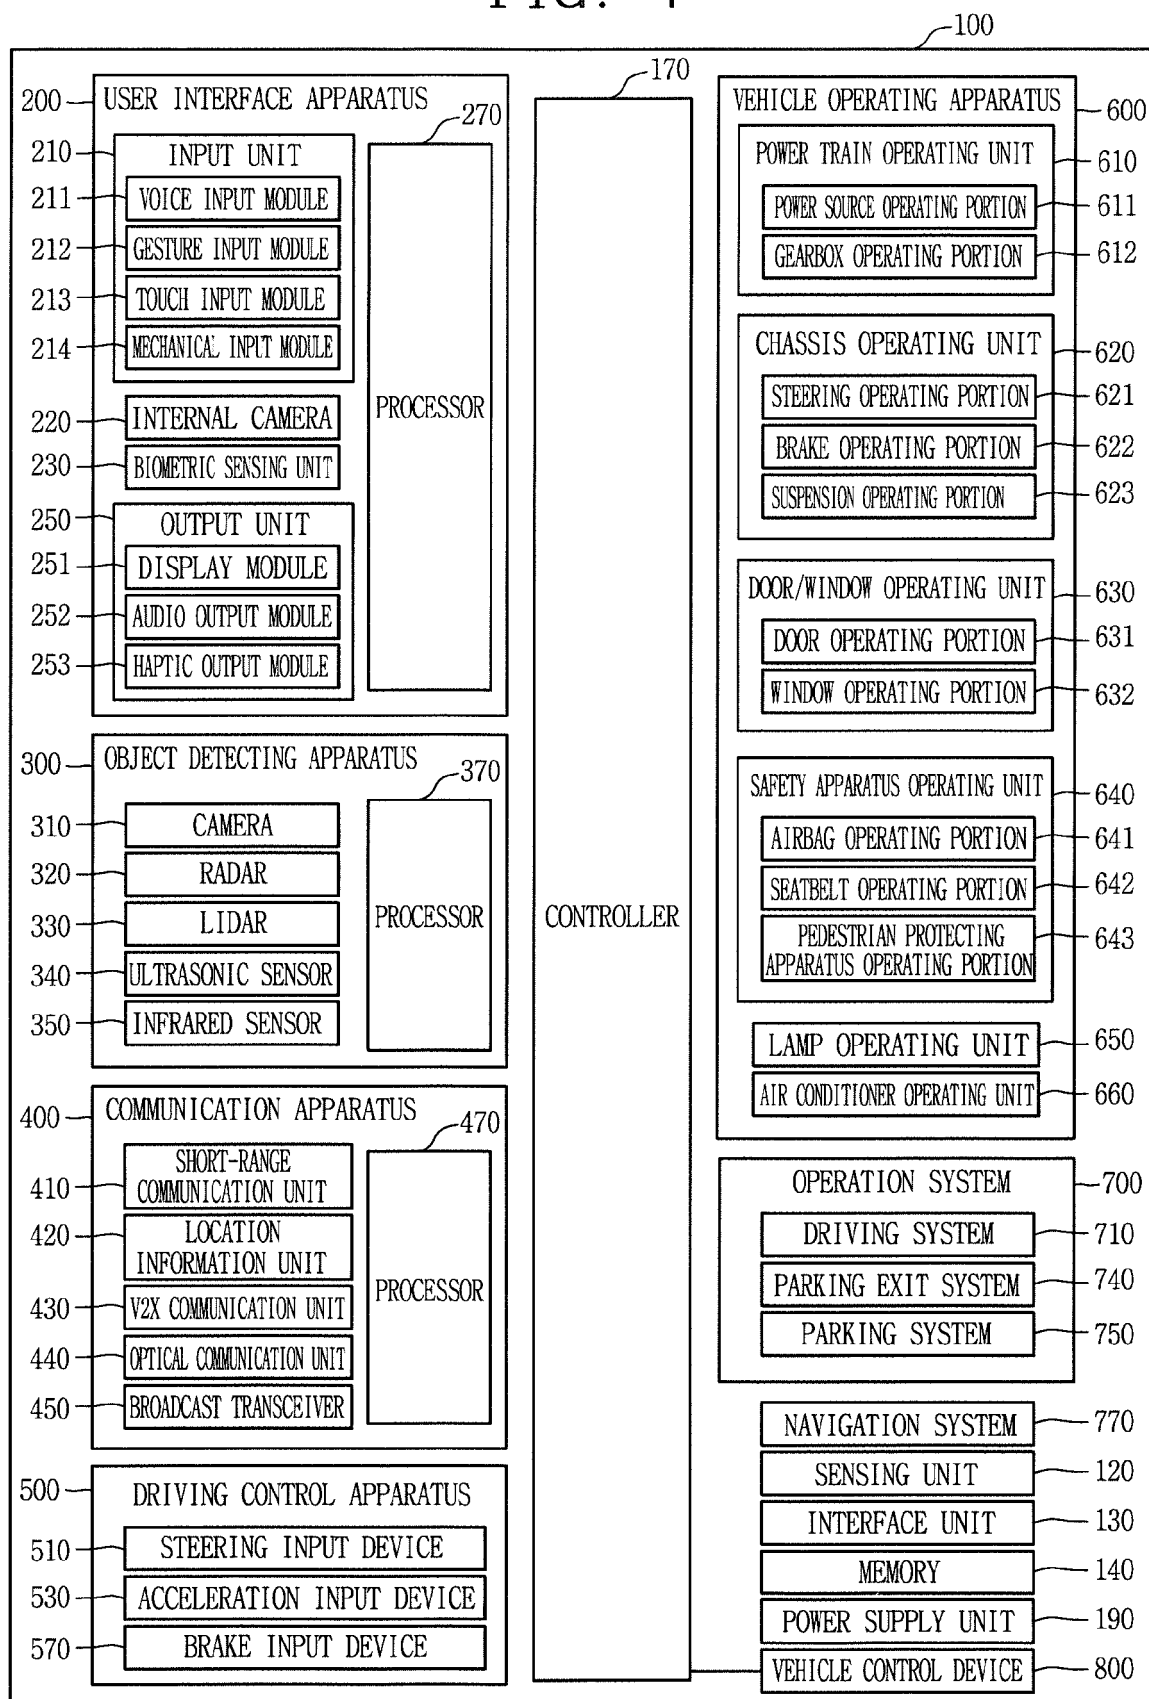 FIG. 4
100
200
USER INTERFACE APPARATUS
270
210
INPUT UNIT
211
VOICE INPUT MODULE
212
GESTURE INPUT MODULE
213
TOUCH INPUT MODULE
214
MECHANICAL INPUT MODULE
220
INTERNAL CAMERA
230
BIOMETRIC SENSING UNIT
250
OUTPUT UNIT
251
DISPLAY MODULE
252
AUDIO OUTPUT MODULE
253
HAPTIC OUTPUT MODULE
PROCESSOR
300
OBJECT DETECTING APPARATUS
370
310
CAMERA
320
RADAR
330
LIDAR
340
ULTRASONIC SENSOR
350
INFRARED SENSOR
PROCESSOR
400
COMMUNICATION APPARATUS
470
410
SHORT-RANGE
COMMUNICATION UNIT
420
LOCATION
INFORMATION UNIT
430
V2X COMMUNICATION UNIT
440
OPTICAL COMMUNICATION UNIT
450
BROADCAST TRANSCEIVER
PROCESSOR
500
DRIVING CONTROL APPARATUS
510
STEERING INPUT DEVICE
530
ACCELERATION INPUT DEVICE
570
BRAKE INPUT DEVICE
170
CONTROLLER
VEHICLE OPERATING APPARATUS
600
POWER TRAIN OPERATING UNIT
610
POWER SOURCE OPERATING PORTION
611
GEARBOX OPERATING PORTION
612
CHASSIS OPERATING UNIT
620
STEERING OPERATING PORTION
621
BRAKE OPERATING PORTION
622
SUSPENSION OPERATING PORTION
623
DOOR/WINDOW OPERATING UNIT
630
DOOR OPERATING PORTION
631
WINDOW OPERATING PORTION
632
SAFETY APPARATUS OPERATING UNIT
640
AIRBAG OPERATING PORTION
641
SEATBELT OPERATING PORTION
642
PEDESTRIAN PROTECTING
APPARATUS OPERATING PORTION
643
LAMP OPERATING UNIT
650
AIR CONDITIONER OPERATING UNIT
660
OPERATION SYSTEM
700
DRIVING SYSTEM
710
PARKING EXIT SYSTEM
740
PARKING SYSTEM
750
NAVIGATION SYSTEM
770
SENSING UNIT
120
INTERFACE UNIT
130
MEMORY
140
POWER SUPPLY UNIT
190
VEHICLE CONTROL DEVICE
800